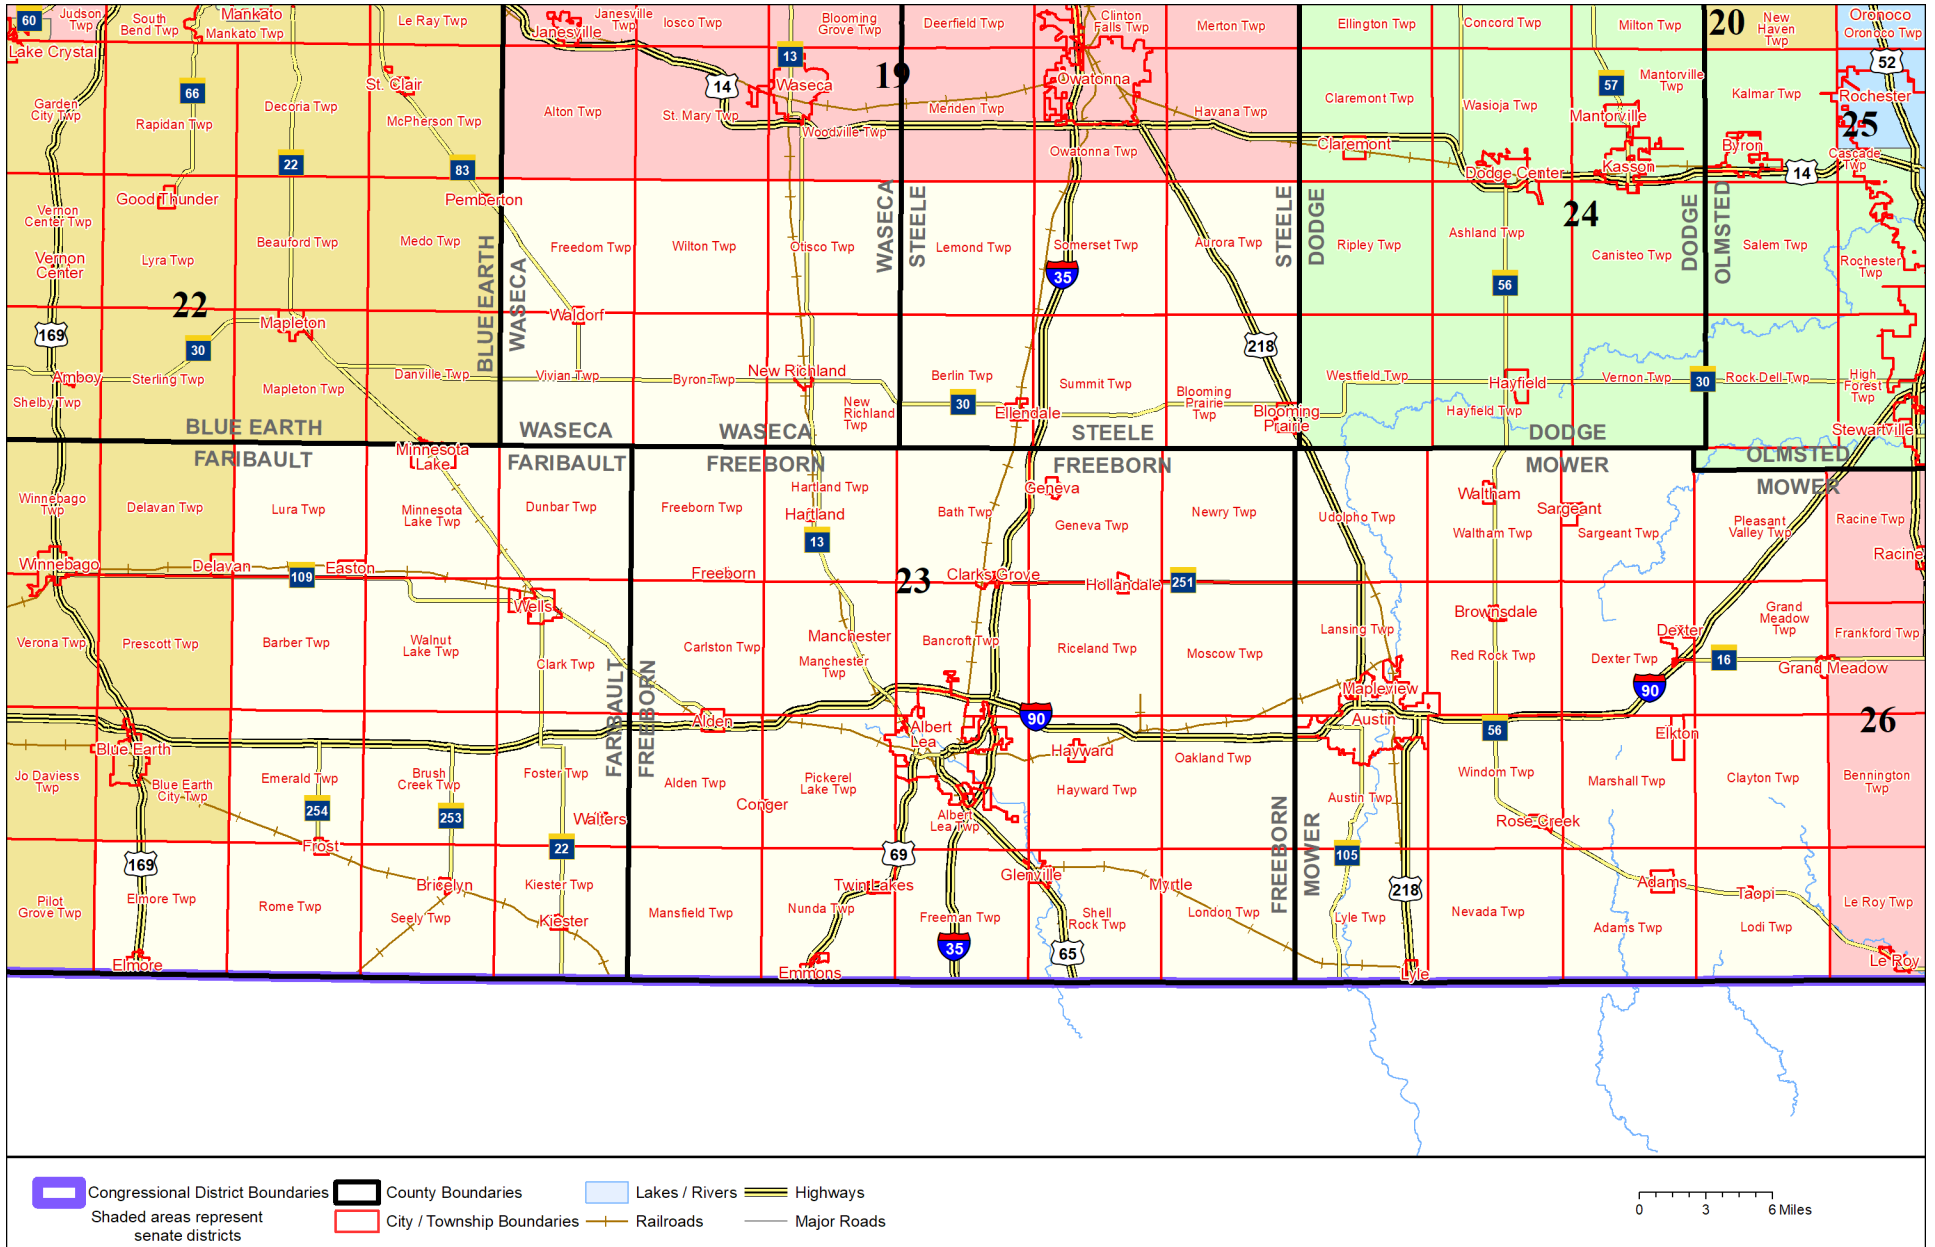 60
Judson
Twp
South
Bend Twp
Mankato
Mankato Twp
Le Ray Twp
Janesville
Janesville
Twp
Iosco Twp
Blooming
Grove Twp
Deerfield Twp
Clinton
Falls Twp
Merton Twp
Ellington Twp
Concord Twp
Milton Twp
20
New
Haven
Twp
Oronoco
Oronoco Twp
Lake Crystal
66
St. Clair
13
14
Waseca
19
Owatonna
57
Mantorville
Twp
52
Garden
City Twp
Rapidan Twp
Decoria Twp
McPherson Twp
Alton Twp
St. Mary Twp
Woodville Twp
Meriden Twp
Havana Twp
Claremont Twp
Wasioja Twp
Mantorville
Kalmar Twp
Rochester
25
22
83
Owatonna Twp
Claremont
Dodge Center
Kasson
Byron
14
Cascade
Twp
Good Thunder
Pemberton
Vernon
Center Twp
Beauford Twp
Medo Twp
Lyra Twp
Vernon
Center
BLUE EARTH
WASECA
Freedom Twp
Wilton Twp
Otisco Twp
WASECA
STEELE
Lemond Twp
Somerset Twp
Aurora Twp
STEELE
DODGE
Ripley Twp
Ashland Twp
24
Canisteo Twp
DODGE
OLMSTED
Salem Twp
Rochester
Twp
35
56
22
169
Mapleton
30
Waldorf
218
Amboy
Sterling Twp
Shelby Twp
Mapleton Twp
Danville Twp
Vivian Twp
Byron Twp
New Richland
New
Richland
Twp
Berlin Twp
30
Ellendale
Summit Twp
Blooming
Prairie
Twp
Blooming
Prairie
Westfield Twp
Hayfield
Hayfield Twp
Vernon Twp
30
Rock Dell Twp
High
Forest
Twp
Stewartville
BLUE EARTH
WASECA
WASECA
STEELE
DODGE
OLMSTED
FARIBAULT
Minnesota
Lake
FARIBAULT
FREEBORN
FREEBORN
MOWER
MOWER
Winnebago
Twp
Delavan Twp
Lura Twp
Minnesota
Lake Twp
Dunbar Twp
Freeborn Twp
Hartland Twp
Hartland
13
Bath Twp
Geneva
Geneva Twp
Newry Twp
Udolpho Twp
Waltham
Waltham Twp
Sargeant
Sargeant Twp
Pleasant
Valley Twp
Racine Twp
Racine
Winnebago
Delavan
109
Easton
Wells
Freeborn
23
Clarks Grove
Hollandale
251
Brownsdale
Verona Twp
Prescott Twp
Barber Twp
Walnut
Lake Twp
Clark Twp
FARIBAULT
FREEBORN
Carlston Twp
Manchester
Manchester
Twp
Bancroft Twp
Riceland Twp
Moscow Twp
Lansing Twp
Red Rock Twp
Dexter
Dexter Twp
Grand
Meadow
Twp
16
Frankford Twp
Grand Meadow
Mapleview
90
Alden
Albert
Lea
90
Austin
56
Elkton
26
Blue Earth
Hayward
Oakland Twp
Jo Daviess
Twp
Blue Earth
City Twp
Emerald Twp
Brush
Creek Twp
Foster Twp
Alden Twp
Pickerel
Lake Twp
Conger
Hayward Twp
Windom Twp
Marshall Twp
Clayton Twp
Bennington
Twp
254
253
Walters
Albert
Lea Twp
FREEBORN
MOWER
Austin Twp
Rose Creek
Frost
22
169
69
105
Glenville
218
Pilot
Grove Twp
Elmore Twp
Rome Twp
Bricelyn
Seely Twp
Kiester Twp
Kiester
Mansfield Twp
Twin Lakes
Nunda Twp
Freeman Twp
Shell
Rock Twp
Myrtle
London Twp
Lyle Twp
Nevada Twp
Adams
Adams Twp
Taopi
Lodi Twp
Le Roy Twp
35
65
Elmore
Emmons
Lyle
Le Roy
Congressional District Boundaries
County Boundaries
Lakes / Rivers
Highways
Shaded areas represent
senate districts
City / Township Boundaries
Railroads
Major Roads
0 3 6 Miles